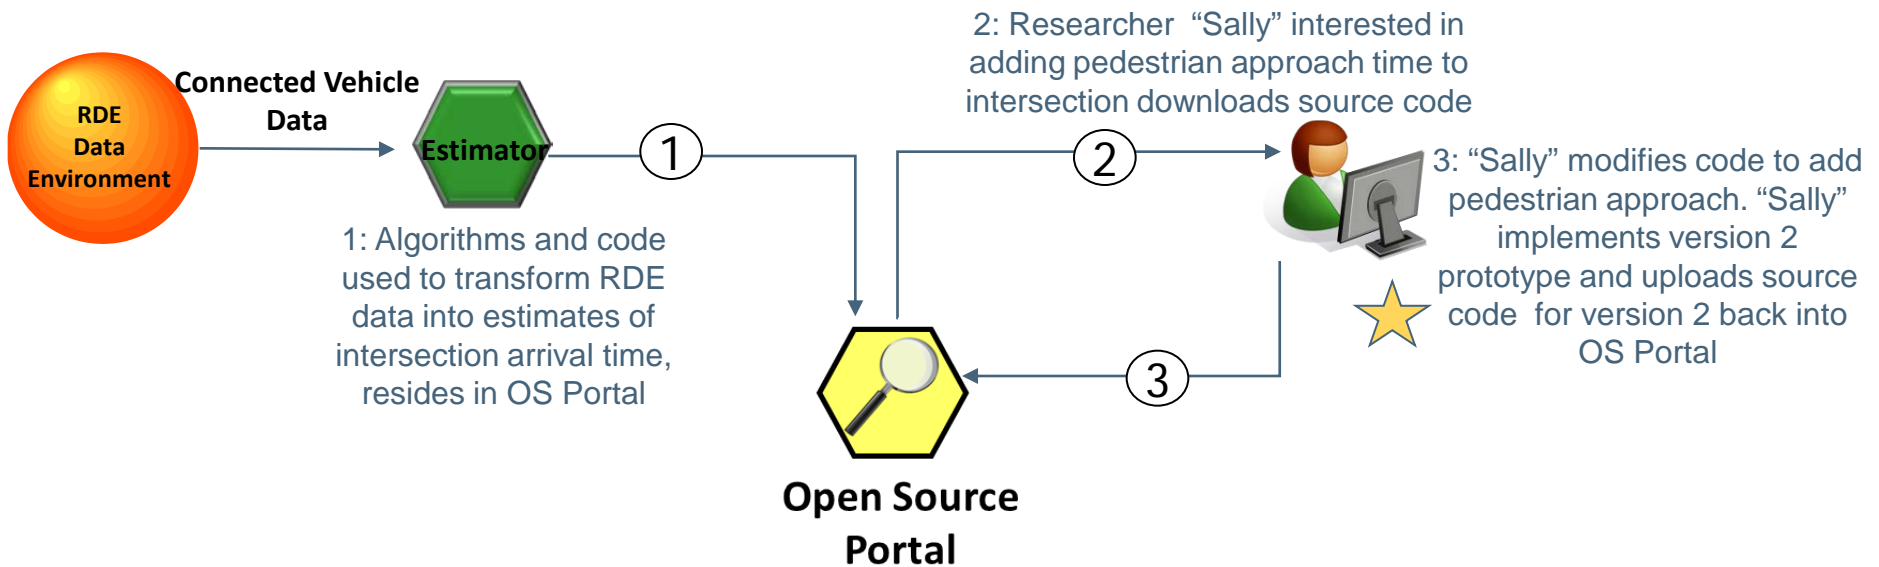 RDE
Data
Environment
Connected Vehicle
Data
Estimator
1
1: Algorithms and code
used to transform RDE
data into estimates of
intersection arrival time,
resides in OS Portal
2: Researcher “Sally” interested in
adding pedestrian approach time to
intersection downloads source code
2
3: “Sally” modifies code to add
pedestrian approach. “Sally”
implements version 2
prototype and uploads source
code for version 2 back into
OS Portal
3
Open Source
Portal